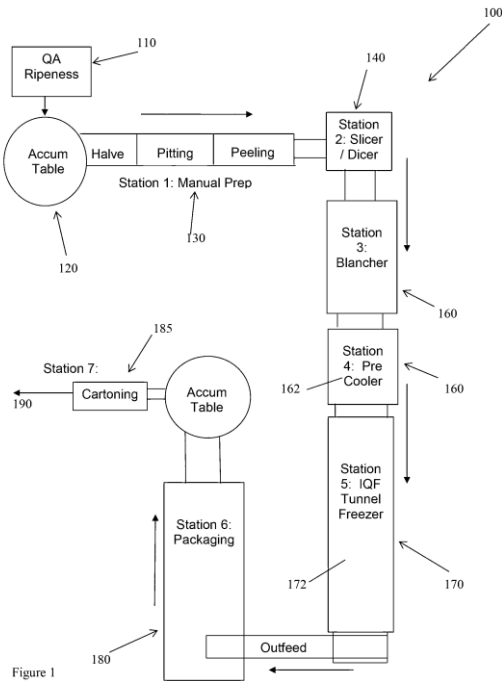 100
110
QA
Ripeness
140
Accum
Table
Halve
Pitting
Peeling
Station
2: Slicer
/ Dicer
Station 1: Manual Prep
130
120
Station
3:
Blancher
160
185
Station 7:
Cartoning
190
Accum
Table
Station
4: Pre
Cooler
162
160
Station
5: IQF
Tunnel
Freezer
172
170
Station 6:
Packaging
180
Outfeed
Figure 1